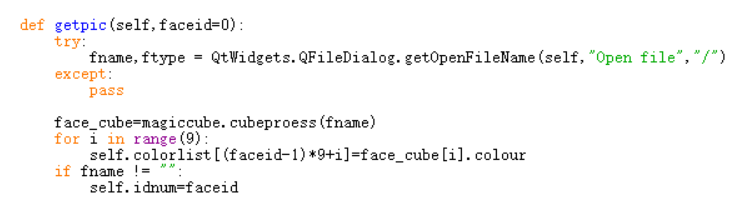 def getpic(self,faceid=0):
    try:
        fname,ftype = QtWidgets.QFileDialog.getOpenFileName(self,"Open file","/")
    except:
        pass

    face_cube=magiccube.cubeproess(fname)
    for i in range(9):
        self.colorlist[(faceid-1)*9+i]=face_cube[i].colour
    if fname != "":
        self.idnum=faceid